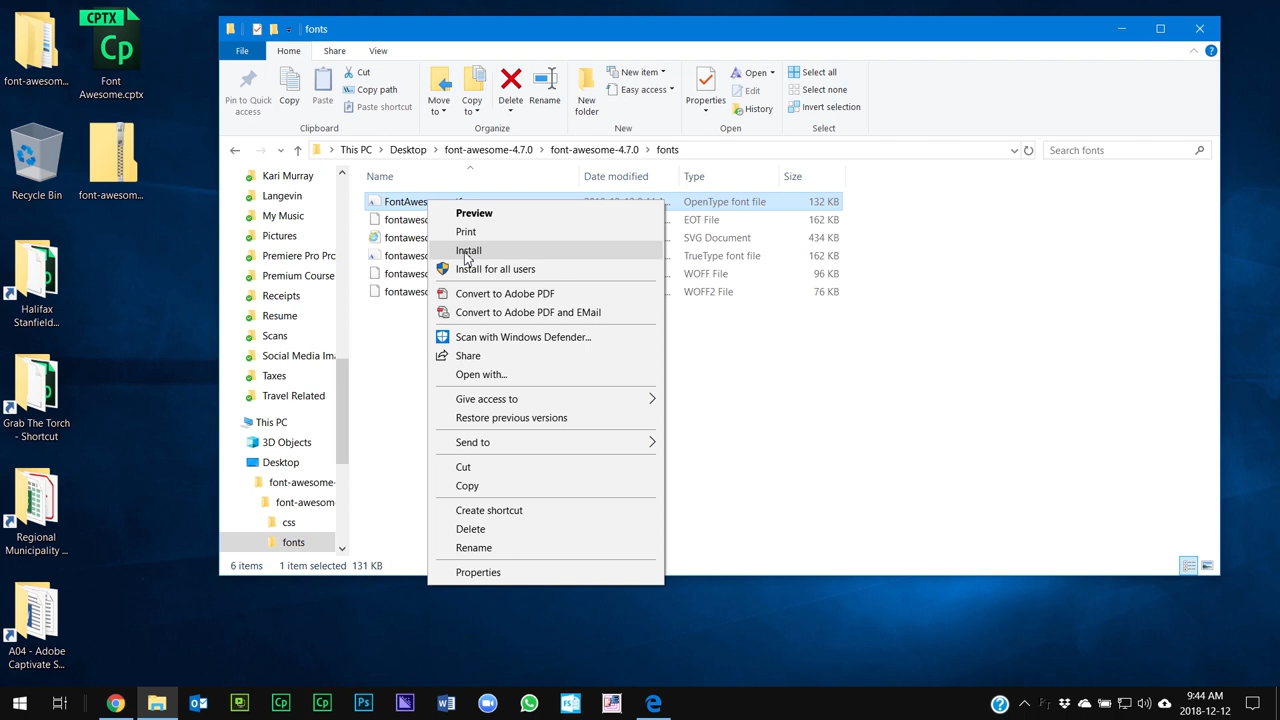 font-awesom...
CPTX
Cp
Font
Awesome.cptx
Recycle Bin
font-awesom...
Halifax
Stanfield...
Grab The Torch
- Shortcut
Regional
Municipality ...
A04 - Adobe
Captivate S...
fonts
File
Home
Share
View
Pin to Quick
access
Copy
Paste
Cut
Copy path
Paste shortcut
Clipboard
Move
to
Copy
to
Delete
Rename
Organize
New
folder
New item
Easy access
New
Properties
Open
Edit
History
Open
Select all
Select none
Invert selection
Select
This PC
Desktop
font-awesome-4.7.0
font-awesome-4.7.0
fonts
Search fonts
Kari Murray
Langevin
My Music
Pictures
Premiere Pro Prc
Premium Course
Receipts
Resume
Scans
Social Media Im
Taxes
Travel Related
This PC
3D Objects
Desktop
font-awesome-
font-awesom
css
fonts
Name
Date modified
Type
Size
FontAwes
OpenType font file
132 KB
fontawes
EOT File
162 KB
fontawes
SVG Document
434 KB
fontawes
TrueType font file
162 KB
fontawes
WOFF File
96 KB
fontawes
WOFF2 File
76 KB
Preview
Print
Install
Install for all users
Convert to Adobe PDF
Convert to Adobe PDF and EMail
Scan with Windows Defender...
Share
Open with...
Give access to
Restore previous versions
Send to
Cut
Copy
Create shortcut
Delete
Rename
Properties
6 items
1 item selected 131 KB
Cp
Cp
Ps
9:44 AM
2018-12-12